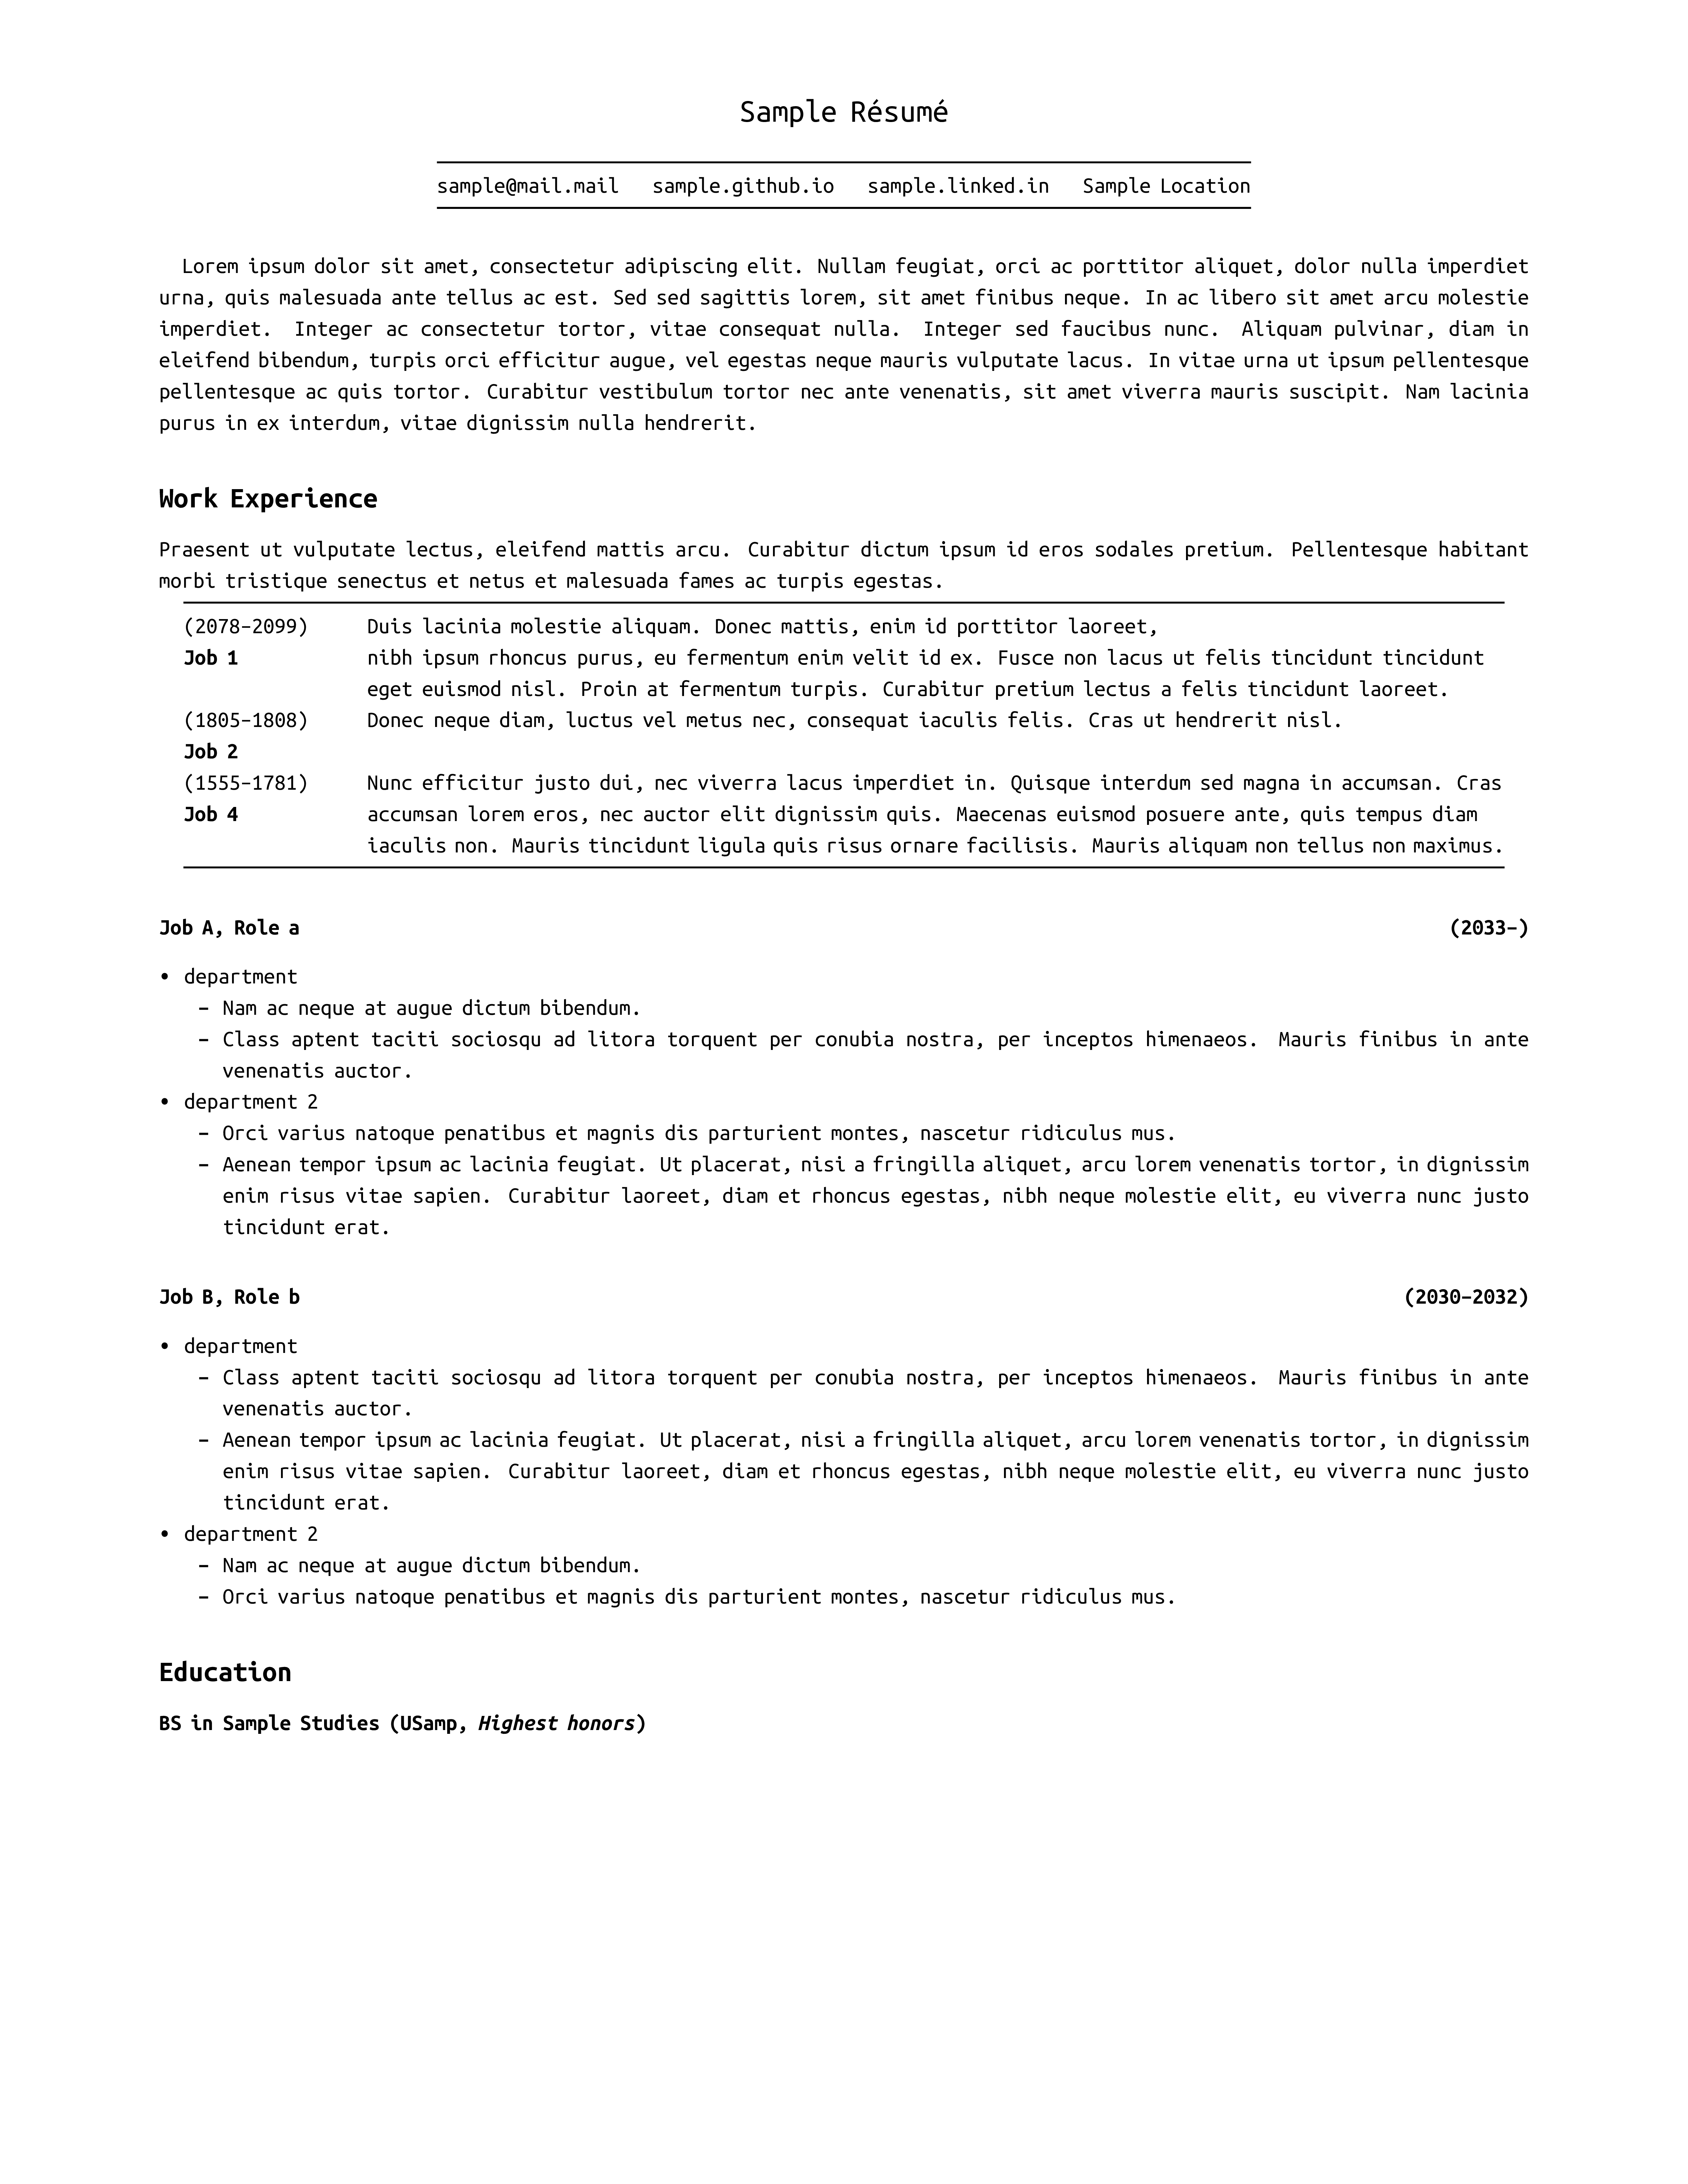 Sample Résumé
sample@mail.mail sample.github.io sample.linked.in Sample Location
Lorem ipsum dolor sit amet, consectetur adipiscing elit. Nullam feugiat, orci ac porttitor aliquet, dolor nulla imperdiet
urna, quis malesuada ante tellus ac est. Sed sed sagittis lorem, sit amet finibus neque. In ac libero sit amet arcu molestie
imperdiet. Integer ac consectetur tortor, vitae consequat nulla. Integer sed faucibus nunc. Aliquam pulvinar, diam in
eleifend bibendum, turpis orci efficitur augue, vel egestas neque mauris vulputate lacus. In vitae urna ut ipsum pellentesque
pellentesque ac quis tortor. Curabitur vestibulum tortor nec ante venenatis, sit amet viverra mauris suscipit. Nam lacinia
purus in ex interdum, vitae dignissim nulla hendrerit.
Work Experience
Praesent ut vulputate lectus, eleifend mattis arcu. Curabitur dictum ipsum id eros sodales pretium. Pellentesque habitant
morbi tristique senectus et netus et malesuada fames ac turpis egestas.
(2078–2099) Duis lacinia molestie aliquam. Donec mattis, enim id porttitor laoreet,
Job 1 nibh ipsum rhoncus purus, eu fermentum enim velit id ex. Fusce non lacus ut felis tincidunt tincidunt
eget euismod nisl. Proin at fermentum turpis. Curabitur pretium lectus a felis tincidunt laoreet.
(1805–1808) Donec neque diam, luctus vel metus nec, consequat iaculis felis. Cras ut hendrerit nisl.
Job 2
(1555–1781) Nunc efficitur justo dui, nec viverra lacus imperdiet in. Quisque interdum sed magna in accumsan. Cras
Job 4 accumsan lorem eros, nec auctor elit dignissim quis. Maecenas euismod posuere ante, quis tempus diam
iaculis non. Mauris tincidunt ligula quis risus ornare facilisis. Mauris aliquam non tellus non maximus.
Job A, Role a (2033–)
• department
– Nam ac neque at augue dictum bibendum.
– Class aptent taciti sociosqu ad litora torquent per conubia nostra, per inceptos himenaeos. Mauris finibus in ante
venenatis auctor.
• department 2
– Orci varius natoque penatibus et magnis dis parturient montes, nascetur ridiculus mus.
– Aenean tempor ipsum ac lacinia feugiat. Ut placerat, nisi a fringilla aliquet, arcu lorem venenatis tortor, in dignissim
enim risus vitae sapien. Curabitur laoreet, diam et rhoncus egestas, nibh neque molestie elit, eu viverra nunc justo
tincidunt erat.
Job B, Role b (2030–2032)
• department
– Class aptent taciti sociosqu ad litora torquent per conubia nostra, per inceptos himenaeos. Mauris finibus in ante
venenatis auctor.
– Aenean tempor ipsum ac lacinia feugiat. Ut placerat, nisi a fringilla aliquet, arcu lorem venenatis tortor, in dignissim
enim risus vitae sapien. Curabitur laoreet, diam et rhoncus egestas, nibh neque molestie elit, eu viverra nunc justo
tincidunt erat.
• department 2
– Nam ac neque at augue dictum bibendum.
– Orci varius natoque penatibus et magnis dis parturient montes, nascetur ridiculus mus.
Education
BS in Sample Studies (USamp, Highest honors)